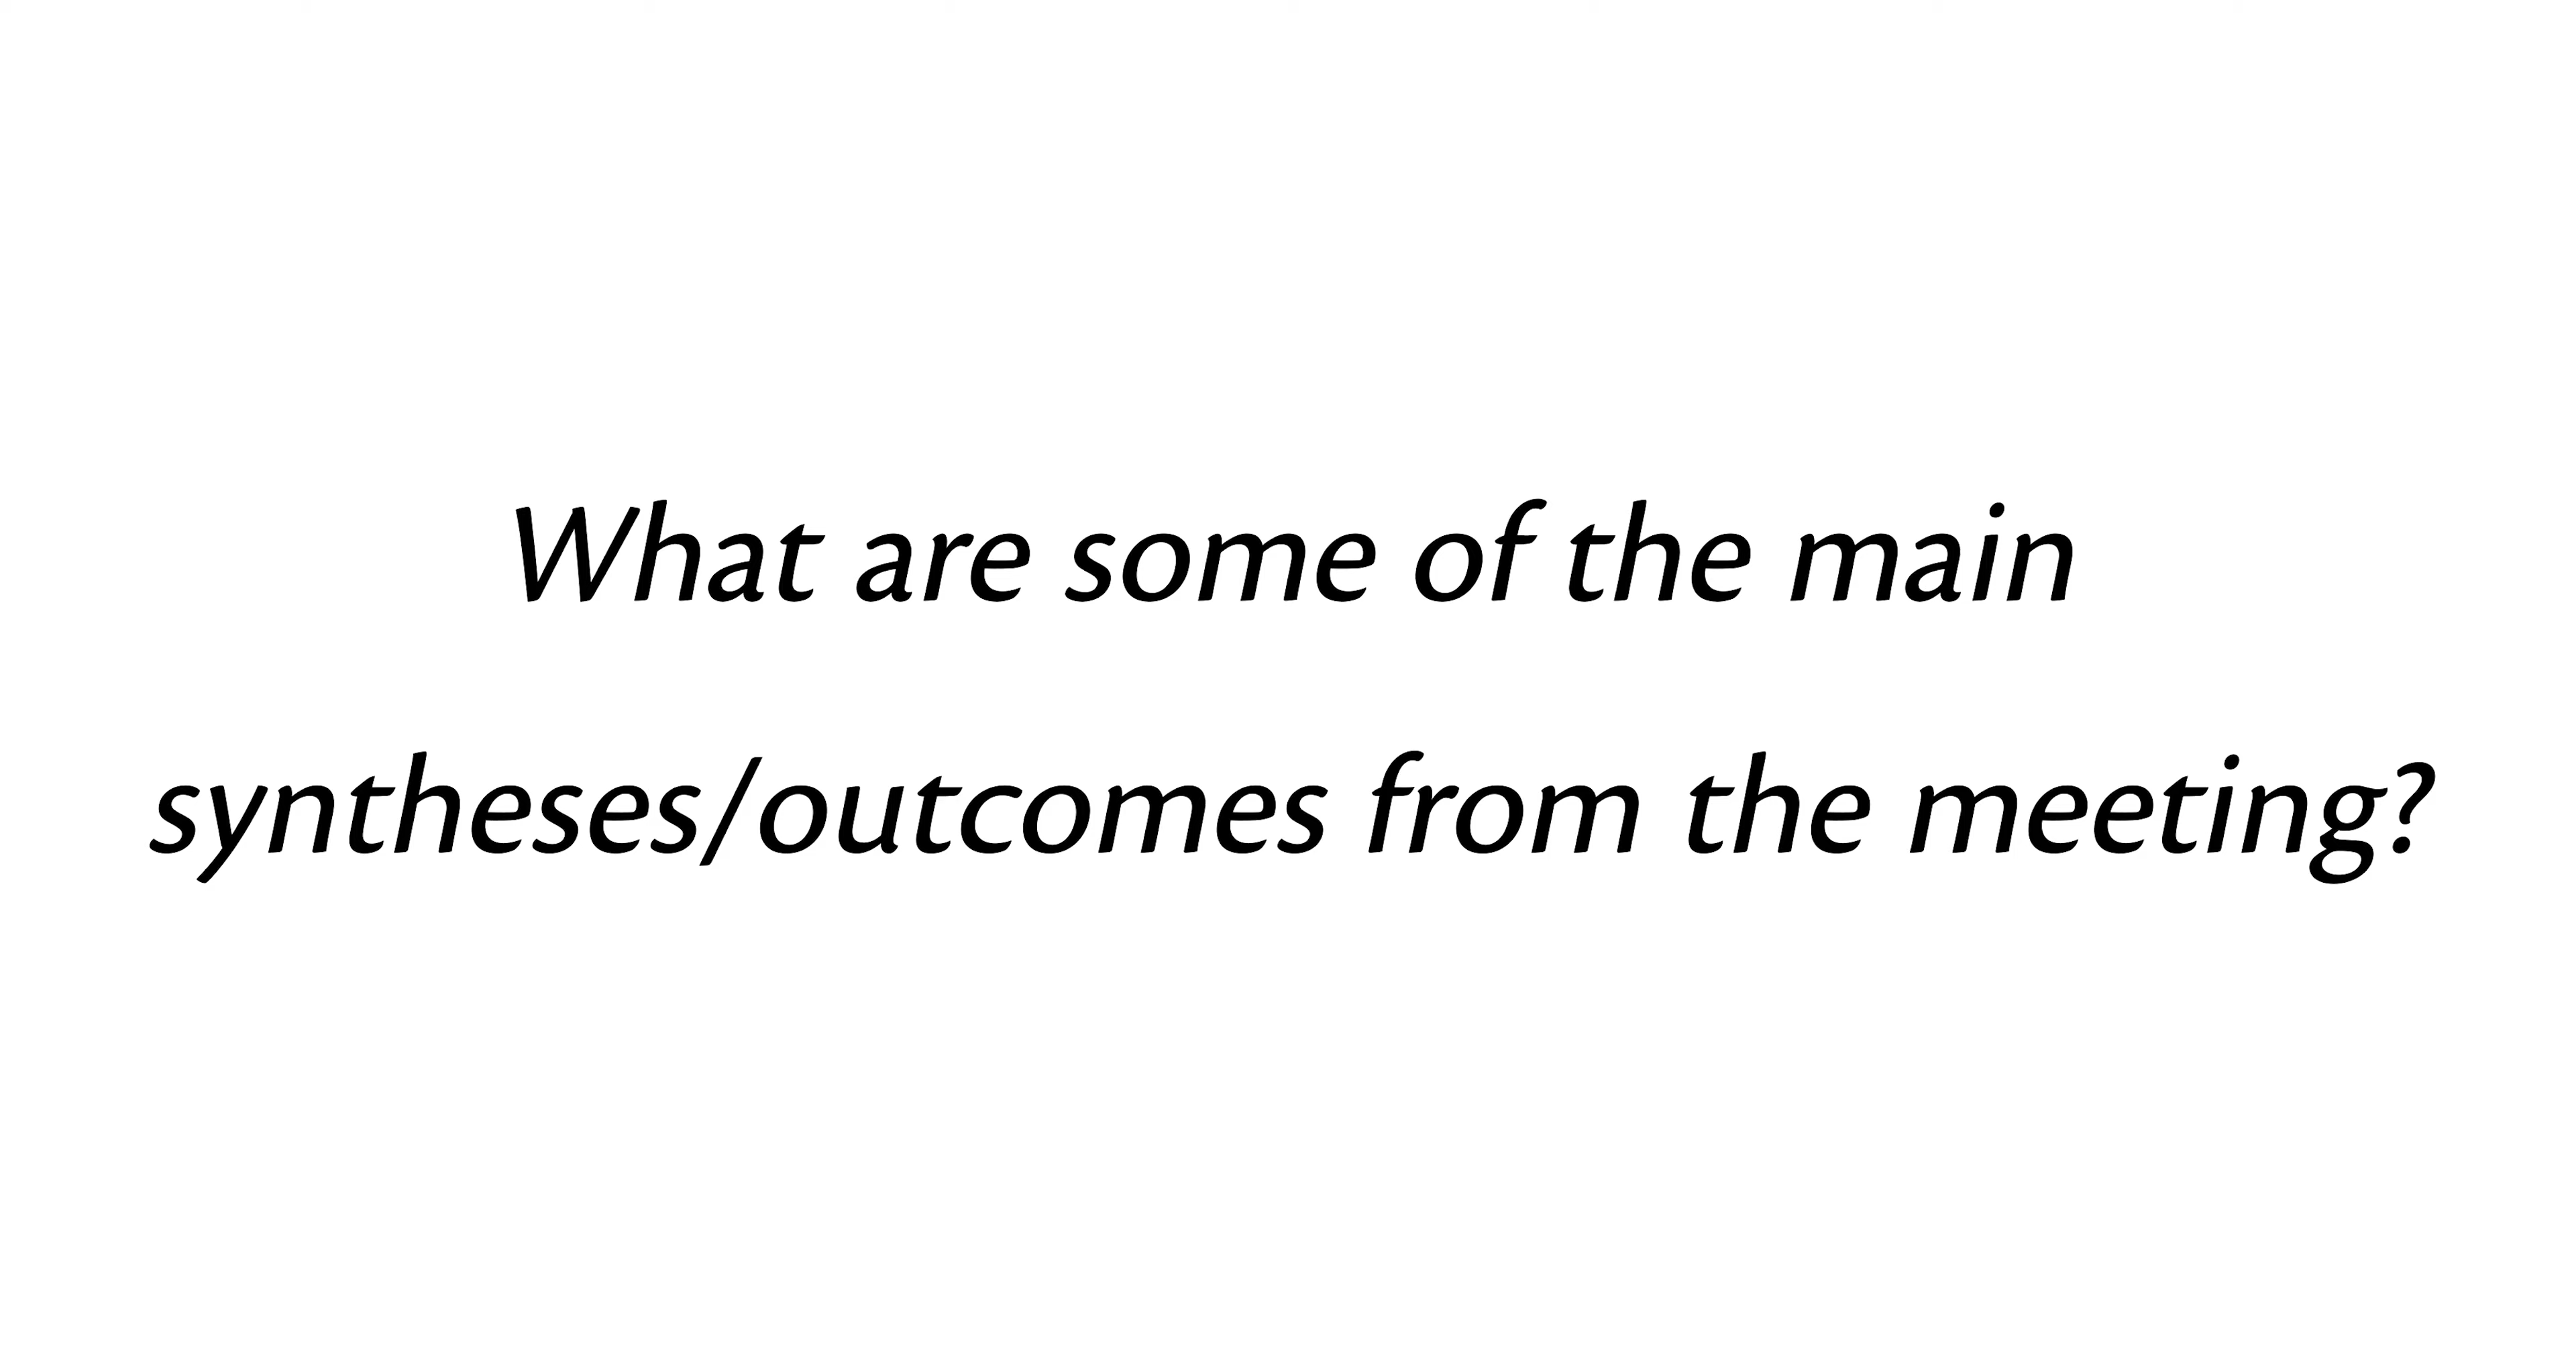 What are some of the main
syntheses/outcomes from the meeting?